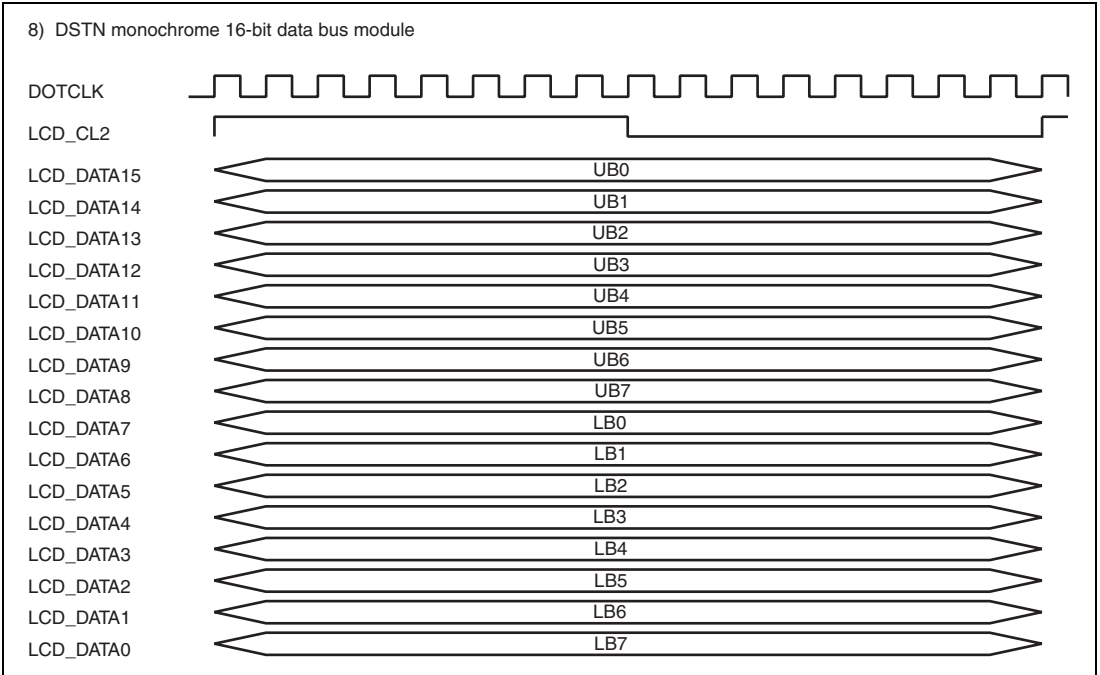 8) DSTN monochrome 16-bit data bus module
DOTCLK
LCD_CL2
LCD_DATA15 UB0
LCD_DATA14 UB1
LCD_DATA13 UB2
LCD_DATA12 UB3
LCD_DATA11 UB4
LCD_DATA10 UB5
LCD_DATA9 UB6
LCD_DATA8 UB7
LCD_DATA7 LB0
LCD_DATA6 LB1
LCD_DATA5 LB2
LCD_DATA4 LB3
LCD_DATA3 LB4
LCD_DATA2 LB5
LCD_DATA1 LB6
LCD_DATA0 LB7